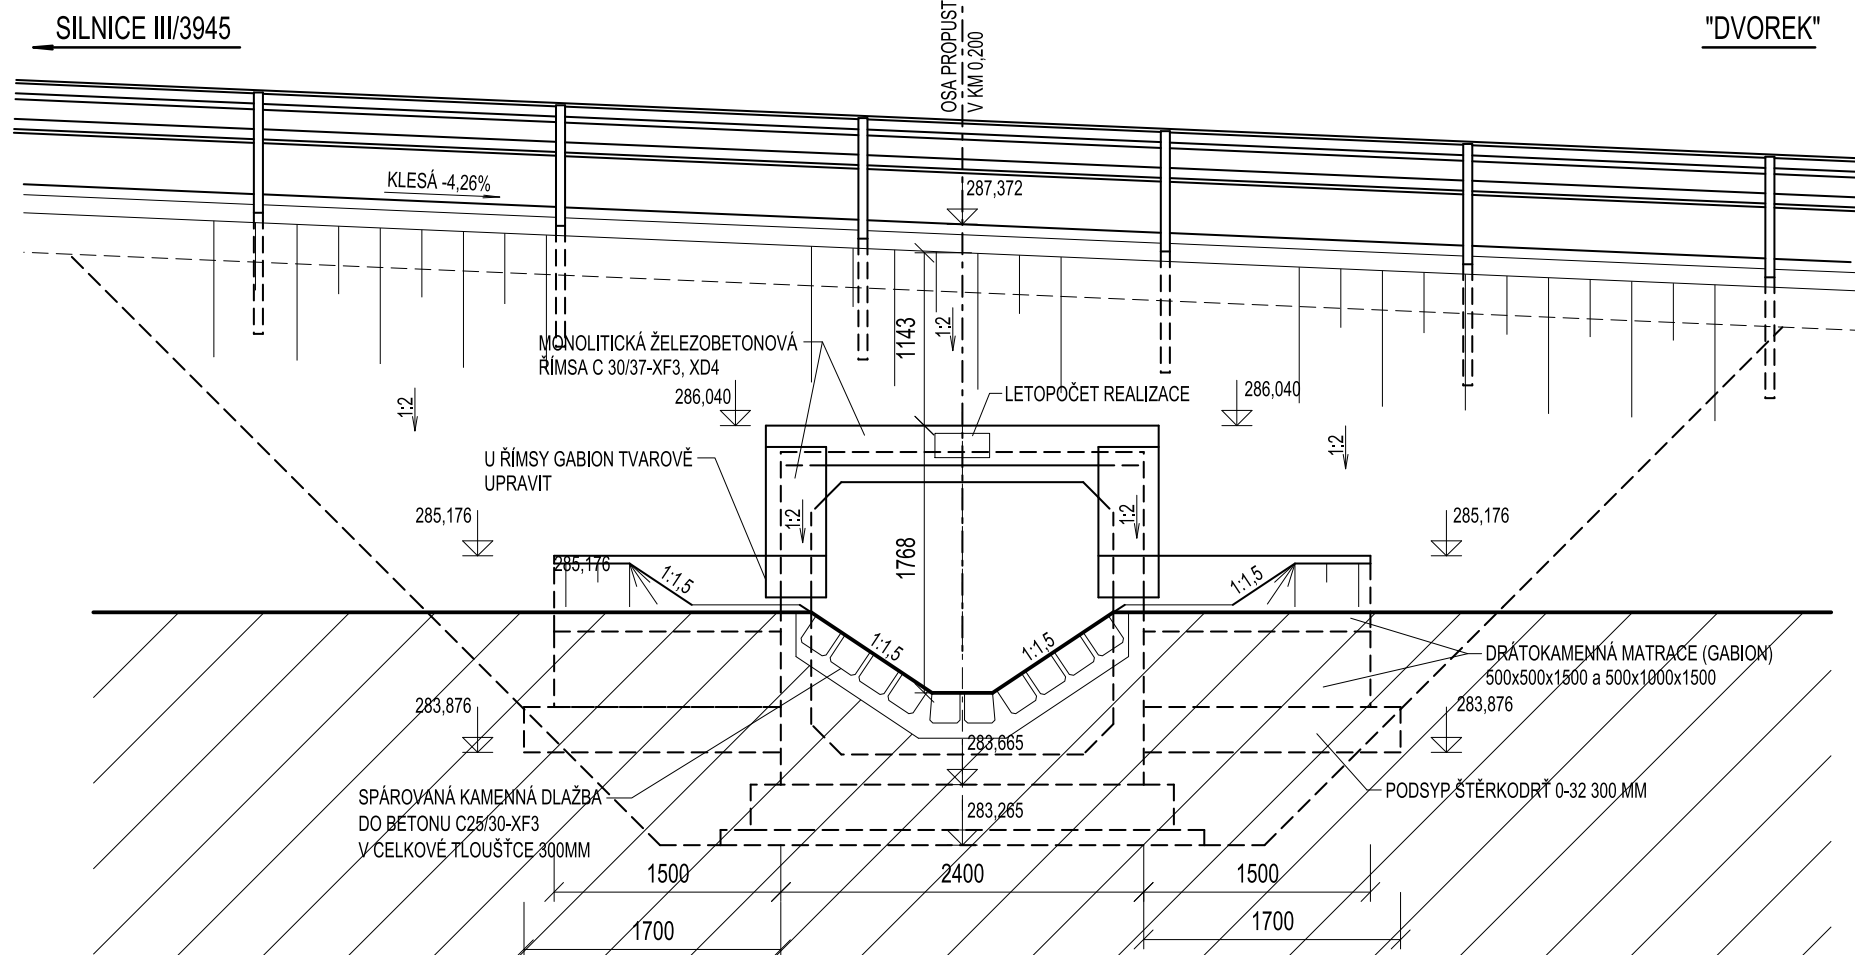 SILNICE III/3945
OSA PROPUST
V KM 0,200
"DVOREK"
KLESÁ -4,26%
287,372
1143
1:2
MONOLITICKÁ ŽELEZOBETONOVÁ
ŘÍMSA C 30/37-XF3, XD4
286,040
LETOPOČET REALIZACE
286,040
1:2
1:2
U ŘÍMSY GABION TVAROVĚ
UPRAVIT
285,176
1:2
1:2
285,176
285,176
1:1,5
1768
1:1,5
1:1,5
1:1,5
DRÁTOKAMENNÁ MATRACE (GABION)
500x500x1500 a 500x1000x1500
283,876
283,876
283,665
SPÁROVANÁ KAMENNÁ DLAŽBA
DO BETONU C25/30-XF3
V CELKOVÉ TLOUŠŤCE 300MM
283,265
PODSYP ŠTĚRKODRŤ 0-32 300 MM
1500
2400
1500
1700
1700